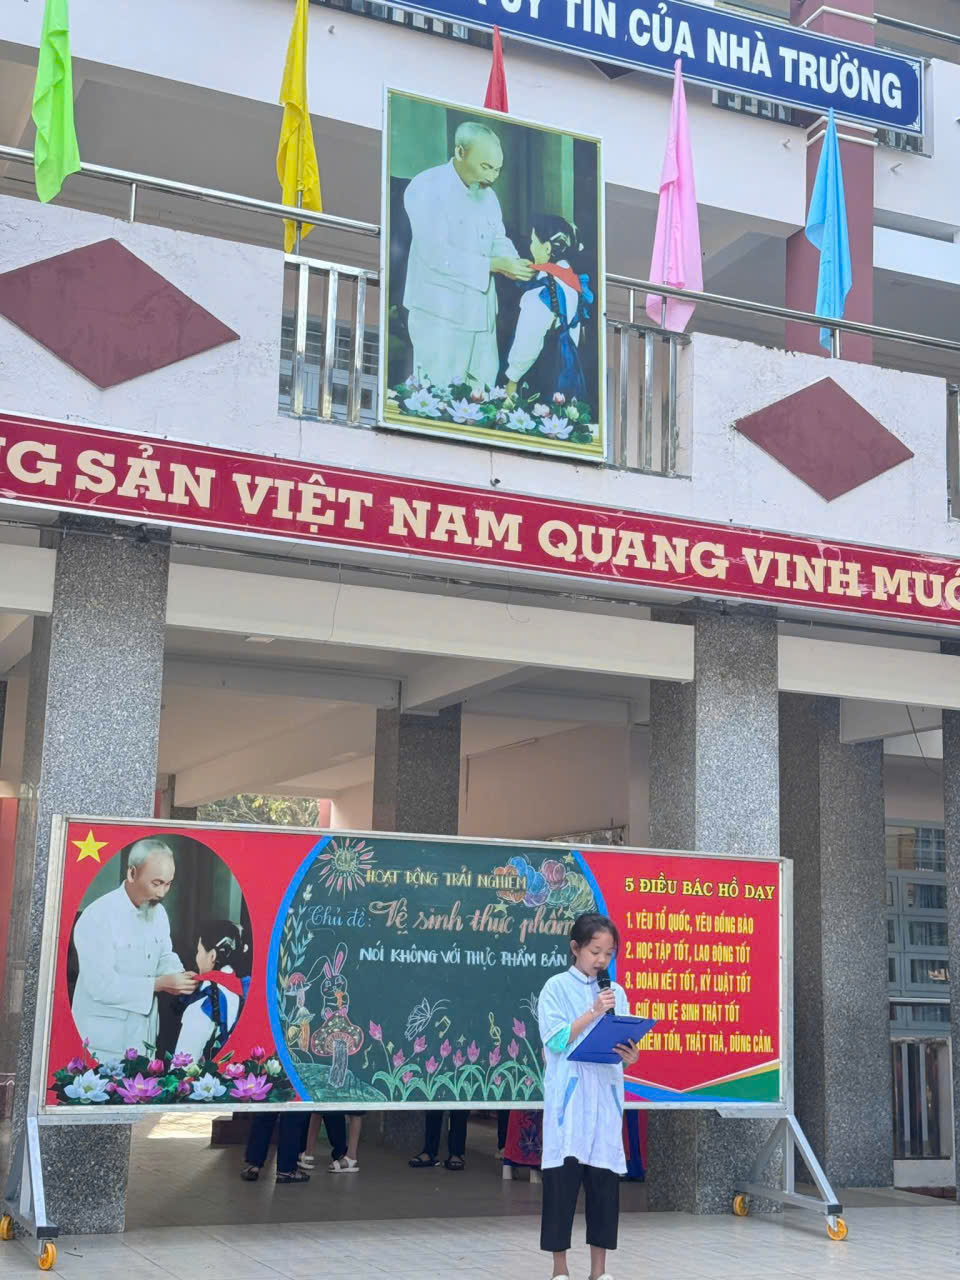 UY TÍN CỦA NHÀ TRƯỜNG
NG SẢN VIỆT NAM QUANG VINH MUÔ
HOẠT ĐỘNG TRẢI NGHIỆM
Chủ đề: Vệ sinh thực phẩm
NÓI KHÔNG VỚI THỰC PHẨM BẨN
5 ĐIỀU BÁC HỒ DẠY
1. YÊU TỔ QUỐC, YÊU ĐỒNG BÀO
2. HỌC TẬP TỐT, LAO ĐỘNG TỐT
3. ĐOÀN KẾT TỐT, KỶ LUẬT TỐT
GIỮ GÌN VỆ SINH THẬT TỐT
IÊM TỐN, THẬT THÀ, DŨNG CẢM.